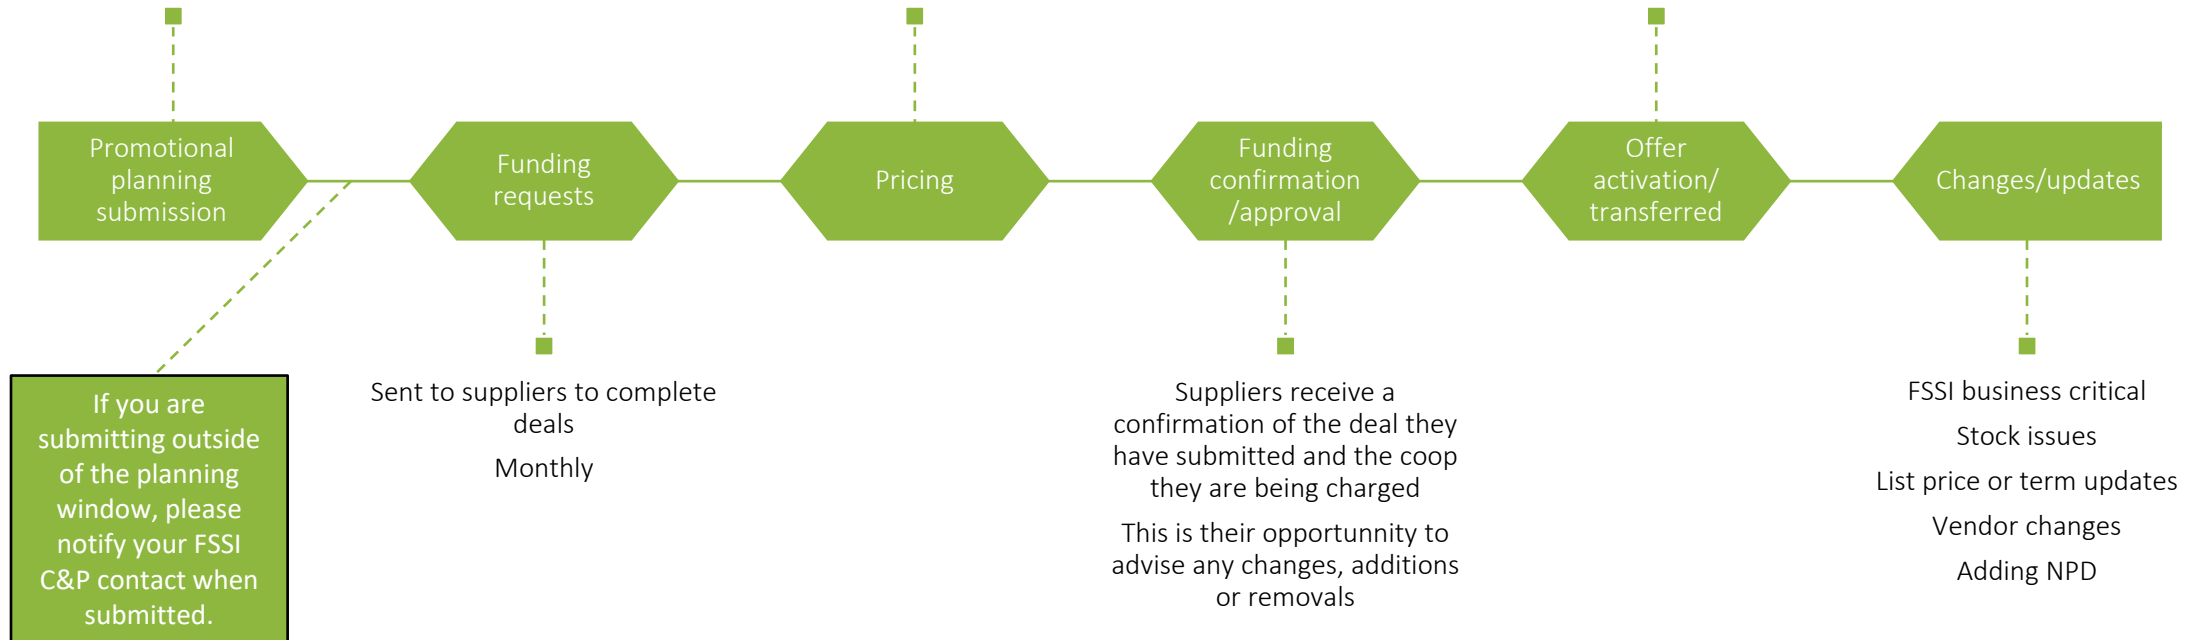 Promotional
planning
submission
Funding
requests
Pricing
Funding
confirmation
/approval
Offer
activation/
transferred
Changes/updates
If you are
submitting outside
of the planning
window, please
notify your FSSI
C&P contact when
submitted.
Sent to suppliers to complete
deals
Monthly
Suppliers receive a
confirmation of the deal they
have submitted and the coop
they are being charged
This is their opportunnity to
advise any changes, additions
or removals
FSSI business critical
Stock issues
List price or term updates
Vendor changes
Adding NPD